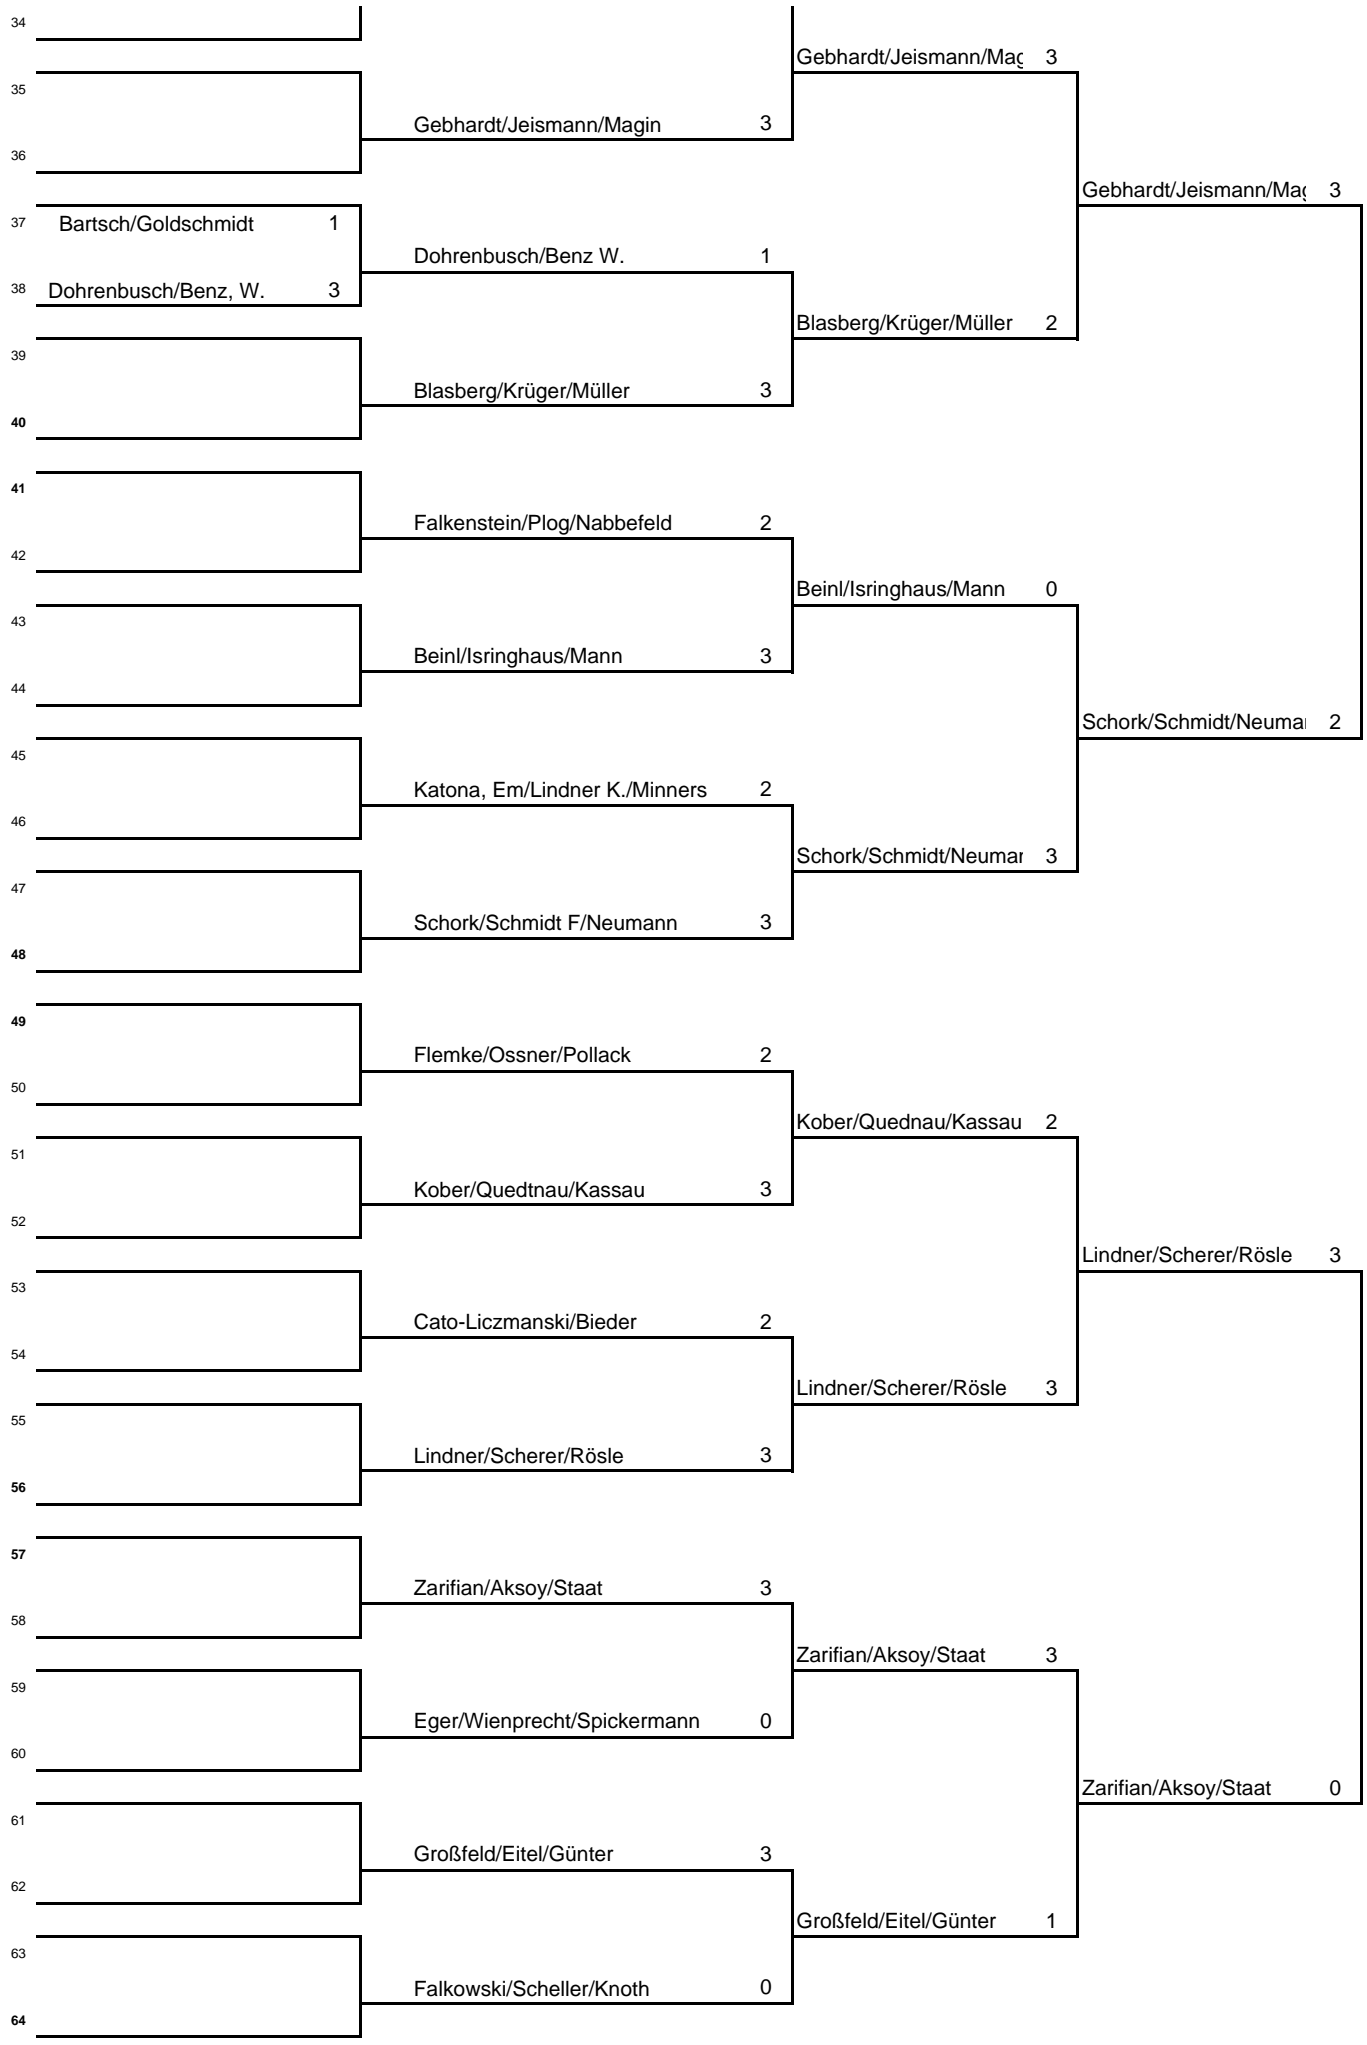 34
Gebhardt/Jeismann/Mag 3
35
Gebhardt/Jeismann/Magin 3
36
Gebhardt/Jeismann/Mag 3
37 Bartsch/Goldschmidt 1
Dohrenbusch/Benz W. 1
38 Dohrenbusch/Benz, W. 3
Blasberg/Krüger/Müller 2
39
Blasberg/Krüger/Müller 3
40
41
Falkenstein/Plog/Nabbefeld 2
42
Beinl/Isringhaus/Mann 0
43
Beinl/Isringhaus/Mann 3
44
Schork/Schmidt/Neuma 2
45
Katona, Em/Lindner K./Minners 2
46
Schork/Schmidt/Neumar 3
47
Schork/Schmidt F/Neumann 3
48
49
Flemke/Ossner/Pollack 2
50
Kober/Quednau/Kassau 2
51
Kober/Quedtnau/Kassau 3
52
Lindner/Scherer/Rösle 3
53
Cato-Liczmanski/Bieder 2
54
Lindner/Scherer/Rösle 3
55
Lindner/Scherer/Rösle 3
56
57
Zarifian/Aksoy/Staat 3
58
Zarifian/Aksoy/Staat 3
59
Eger/Wienprecht/Spickermann 0
60
Zarifian/Aksoy/Staat 0
61
Großfeld/Eitel/Günter 3
62
Großfeld/Eitel/Günter 1
63
Falkowski/Scheller/Knoth 0
64